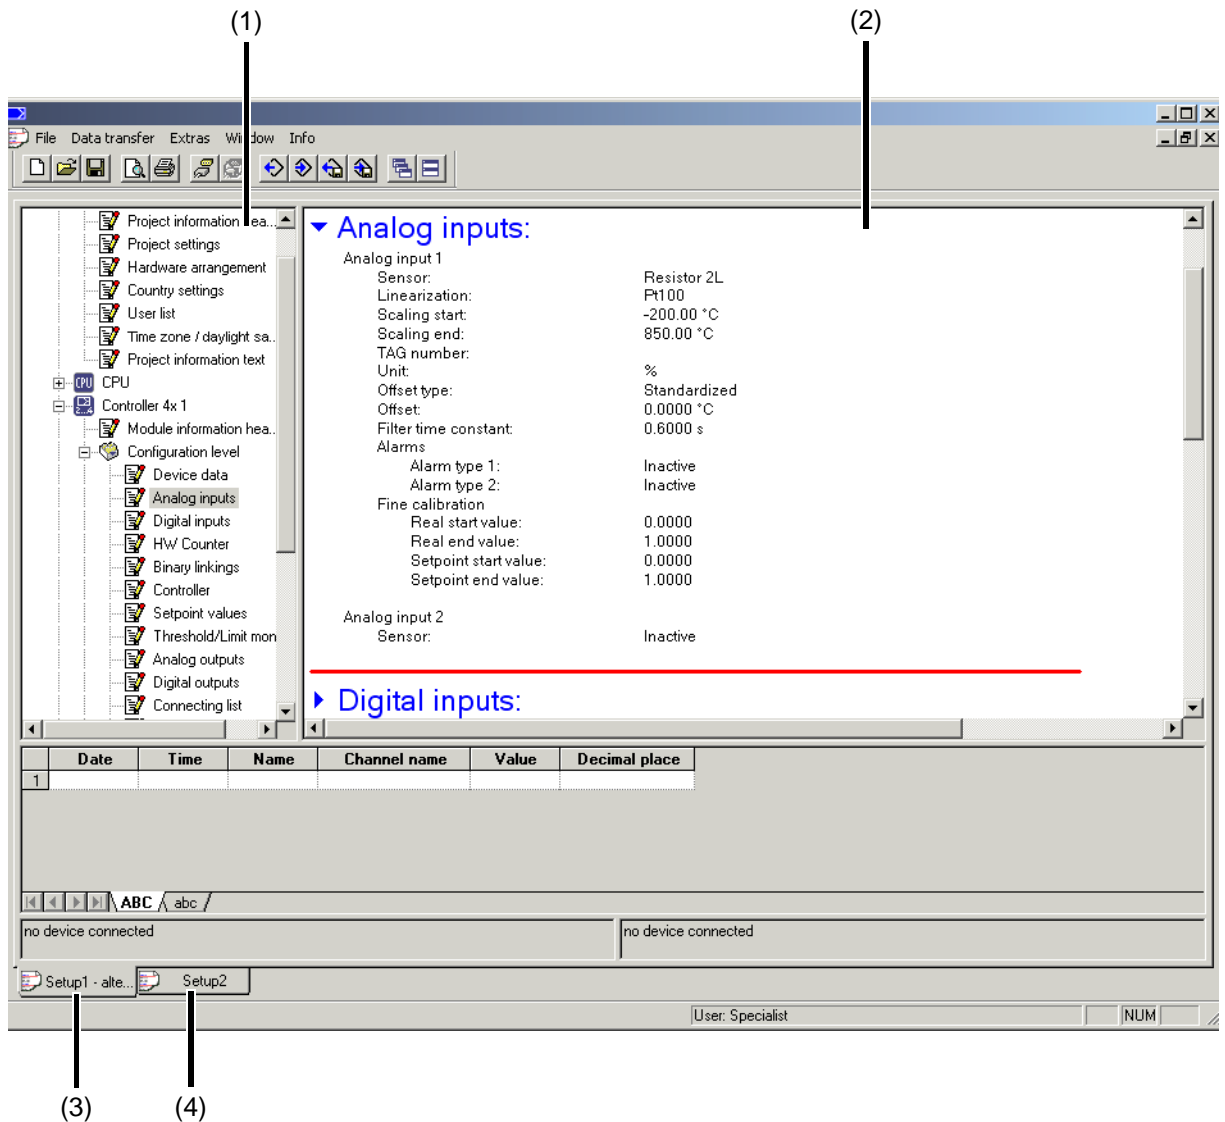 (1) (2)
File Data transfer Extras Window Info
Project information hea...
Project settings
Hardware arrangement
Country settings
User list
Time zone / daylight sa..
Project information text
CPU CPU
Controller 4x 1
Module information hea..
Configuration level
Device data
Analog inputs
Digital inputs
HW Counter
Binary linkings
Controller
Setpoint values
Threshold/Limit mon
Analog outputs
Digital outputs
Connecting list
Analog inputs:
Analog input 1
Sensor: Resistor 2L
Linearization: Pt100
Scaling start: -200.00 °C
Scaling end: 850.00 °C
TAG number:
Unit: %
Offset type: Standardized
Offset: 0.0000 °C
Filter time constant: 0.6000 s
Alarms
Alarm type 1: Inactive
Alarm type 2: Inactive
Fine calibration
Real start value: 0.0000
Real end value: 1.0000
Setpoint start value: 0.0000
Setpoint end value: 1.0000
Analog input 2
Sensor: Inactive
Digital inputs:
Date Time Name Channel name Value Decimal place
1
ABC abc
no device connected no device connected
Setup1 - alte... Setup2
User: Specialist NUM
(3) (4)